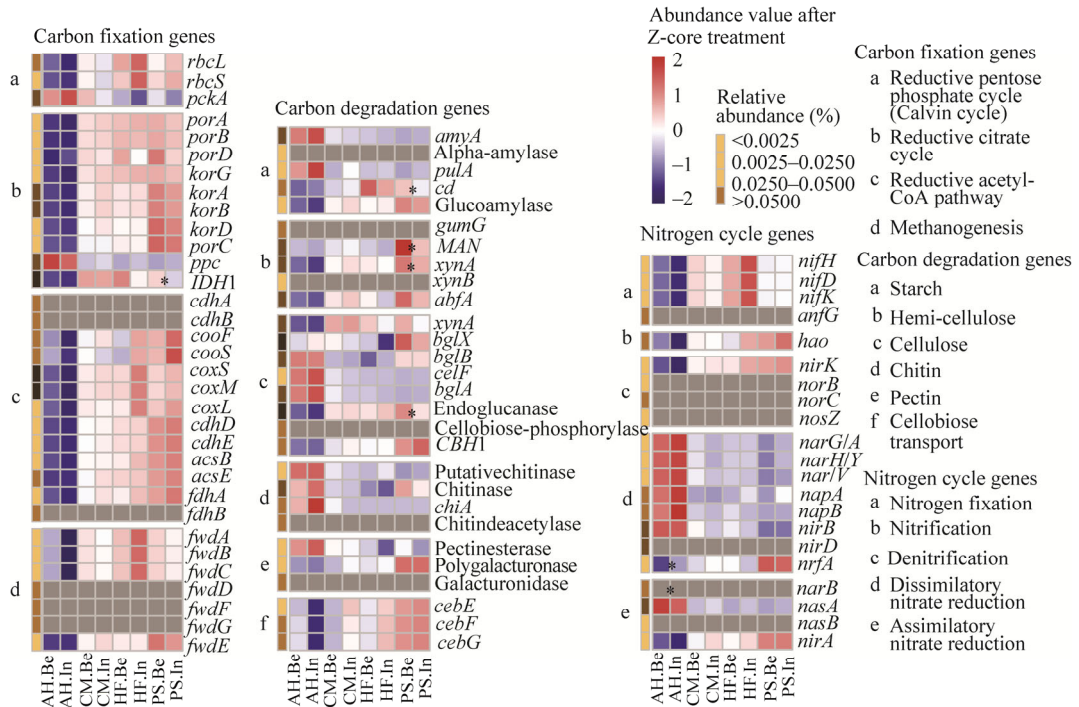 Carbon fixation genes
a
rbcL
rbcS
pckA
b
porA
porB
porD
korG
korA
korB
korD
porC
ppc
IDH1
*
c
cdhA
cdhB
cooF
cooS
coxS
coxM
coxL
cdhD
cdhE
acsB
acsE
fdhA
fdhB
d
fwdA
fwdB
fwdC
fwdD
fwdF
fwdG
fwdE
AH.Be
AH.In
CM.Be
CM.In
HF.Be
HF.In
PS.Be
PS.In
Carbon degradation genes
a
amyA
Alpha-amylase
pulA
cd
*
Glucoamylase
b
gumG
MAN
*
xynA
*
xynB
abfA
c
xynA
bglX
bglB
celF
bglA
Endoglucanase
*
Cellobiose-phosphorylase
CBH1
d
Putativechitinase
Chitinase
chiA
Chitindeacetylase
e
Pectinesterase
Polygalacturonase
Galacturonidase
f
cebE
cebF
cebG
AH.Be
AH.In
CM.Be
CM.In
HF.Be
HF.In
PS.Be
PS.In
Abundance value after
Z-core treatment
2
1
0
−1
−2
Relative
abundance (%)
<0.0025
0.0025–0.0250
0.0250–0.0500
>0.0500
Nitrogen cycle genes
a
nifH
nifD
nifK
anfG
b
hao
c
nirK
norB
norC
nosZ
d
narG/A
narH/Y
nar/V
napA
napB
nirB
nirD
nrfA
*
e
narB
*
nasA
nasB
nirA
AH.Be
AH.In
CM.Be
CM.In
HF.Be
HF.In
PS.Be
PS.In
Carbon fixation genes
a Reductive pentose
phosphate cycle
(Calvin cycle)
b Reductive citrate
cycle
c Reductive acetyl-
CoA pathway
d Methanogenesis
Carbon degradation genes
a Starch
b Hemi-cellulose
c Cellulose
d Chitin
e Pectin
f Cellobiose
transport
Nitrogen cycle genes
a Nitrogen fixation
b Nitrification
c Denitrification
d Dissimilatory
nitrate reduction
e Assimilatory
nitrate reduction